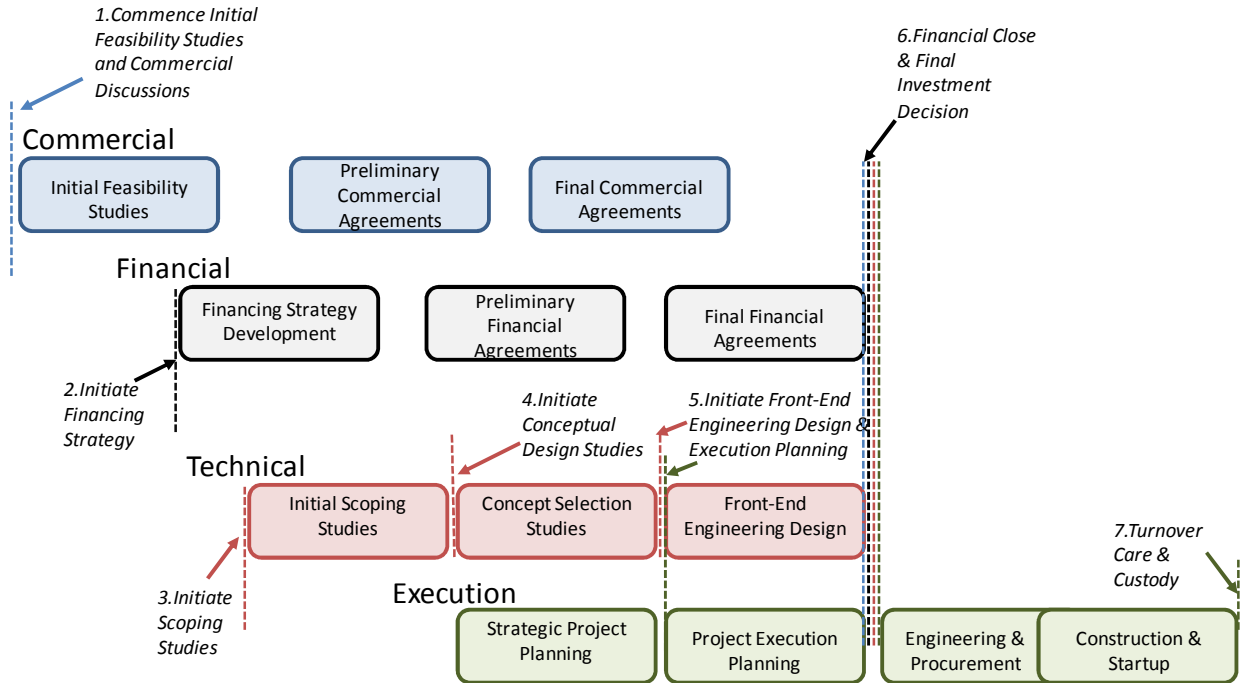 1.Commence Initial
Feasibility Studies
and Commercial
Discussions
6.Financial Close
& Final
Investment
Decision
Commercial
Initial Feasibility
Studies
Preliminary
Commercial
Agreements
Final Commercial
Agreements
Financial
Financing Strategy
Development
Preliminary
Financial
Agreements
Final Financial
Agreements
2.Initiate
Financing
Strategy
4.Initiate
Conceptual
Design Studies
5.Initiate Front-End
Engineering Design &
Execution Planning
Technical
Initial Scoping
Studies
Concept Selection
Studies
Front-End
Engineering Design
3.Initiate
Scoping
Studies
7.Turnover
Care &
Custody
Execution
Strategic Project
Planning
Project Execution
Planning
Engineering &
Procurement
Construction &
Startup